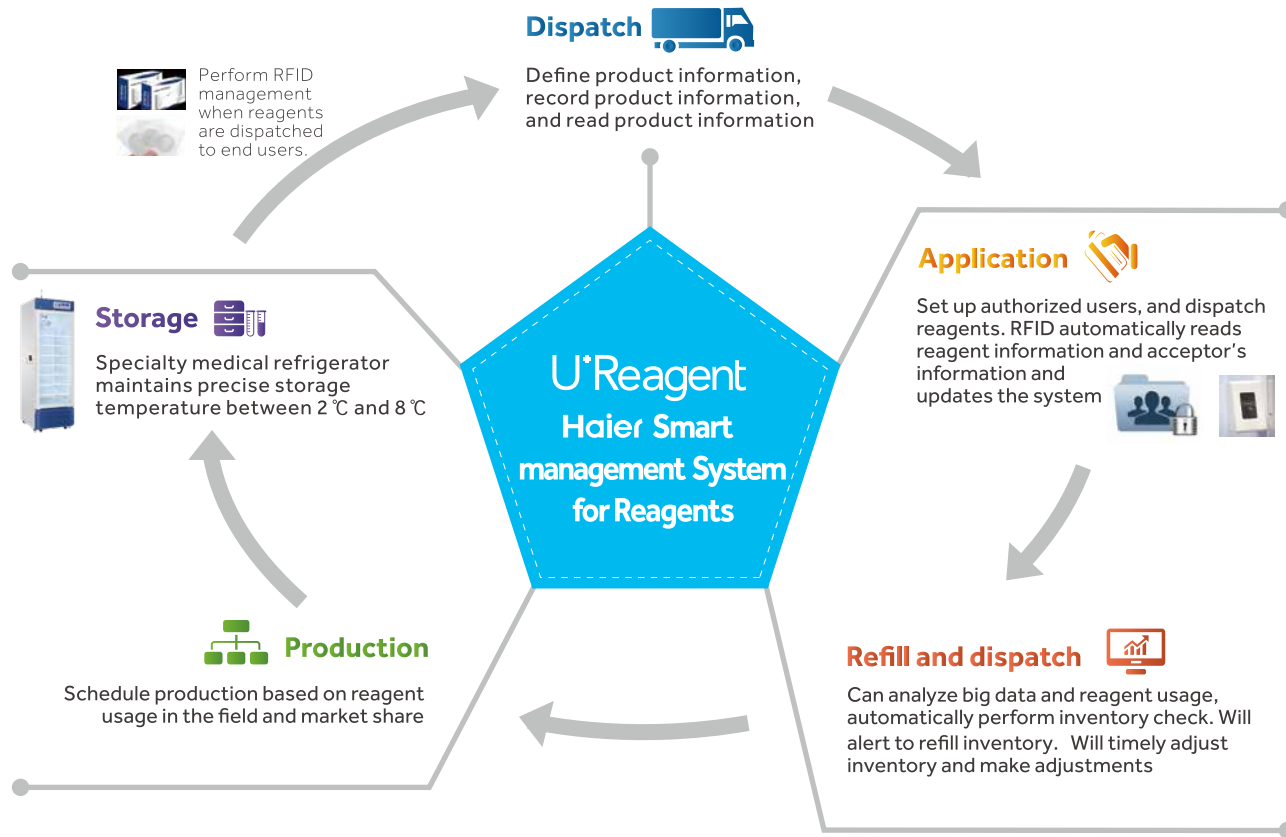 Dispatch
Define product information,
record product information,
and read product information
Perform RFID
management
when reagents
are dispatched
to end users.
Application
Set up authorized users, and dispatch
reagents. RFID automatically reads
reagent information and acceptor's
information and
updates the system
Storage
Specialty medical refrigerator
maintains precise storage
temperature between 2 ℃ and 8 ℃
U+Reagent
Haier Smart
management System
for Reagents
Production
Schedule production based on reagent
usage in the field and market share
Refill and dispatch
Can analyze big data and reagent usage,
automatically perform inventory check. Will
alert to refill inventory. Will timely adjust
inventory and make adjustments